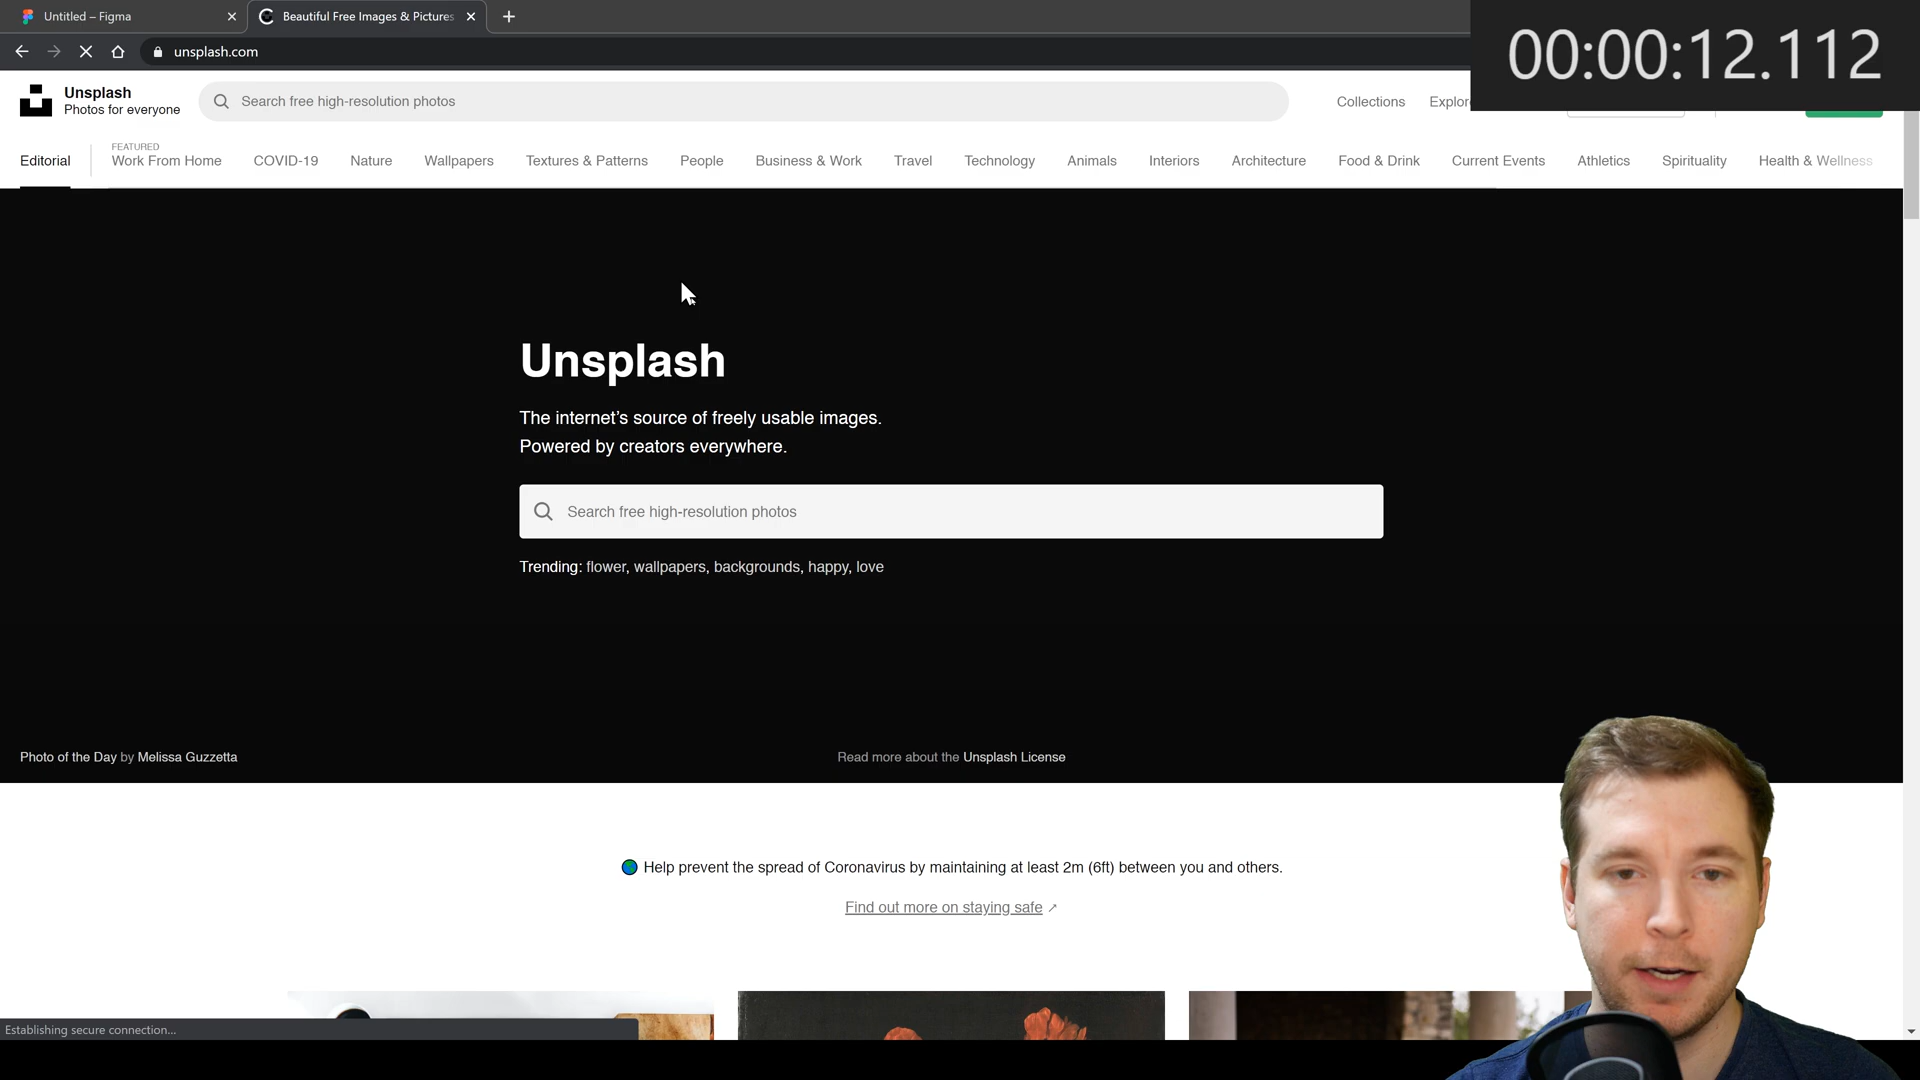 Untitled – Figma
Beautiful Free Images & Pictures
00:00:12.112
unsplash.com
Unsplash
Photos for everyone
Search free high-resolution photos
Collections
Explor
Editorial
FEATURED
Work From Home
COVID-19
Nature
Wallpapers
Textures & Patterns
People
Business & Work
Travel
Technology
Animals
Interiors
Architecture
Food & Drink
Current Events
Athletics
Spirituality
Health & Wellness
Unsplash
The internet’s source of freely usable images.
Powered by creators everywhere.
Search free high-resolution photos
Trending: flower, wallpapers, backgrounds, happy, love
Photo of the Day by Melissa Guzzetta
Read more about the Unsplash License
Help prevent the spread of Coronavirus by maintaining at least 2m (6ft) between you and others.
Find out more on staying safe ↗
Establishing secure connection...